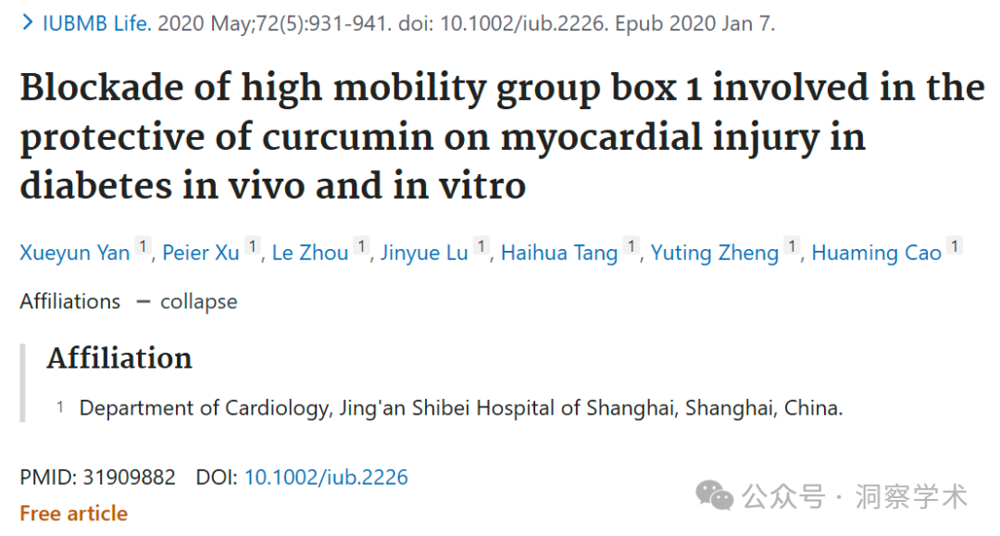 IUBMB Life. 2020 May;72(5):931-941. doi: 10.1002/iub.2226. Epub 2020 Jan 7.
Blockade of high mobility group box 1 involved in the
protective of curcumin on myocardial injury in
diabetes in vivo and in vitro
Xueyun Yan 1, Peier Xu 1, Le Zhou 1, Jinyue Lu 1, Haihua Tang 1, Yuting Zheng 1, Huaming Cao 1
Affiliations — collapse
Affiliation
1 Department of Cardiology, Jing'an Shibei Hospital of Shanghai, Shanghai, China.
PMID: 31909882 DOI: 10.1002/iub.2226
Free article
公众号 · 洞察学术